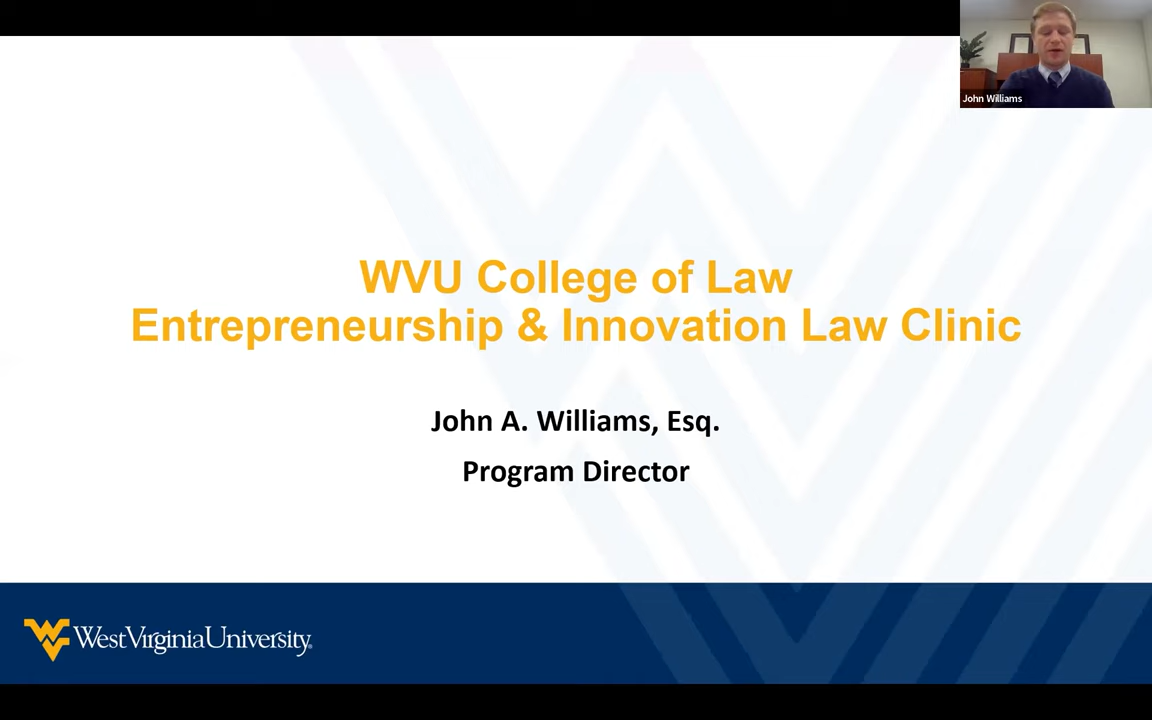 John Williams
WVU College of Law
Entrepreneurship & Innovation Law Clinic
John A. Williams, Esq.
Program Director
WestVirginiaUniversity.